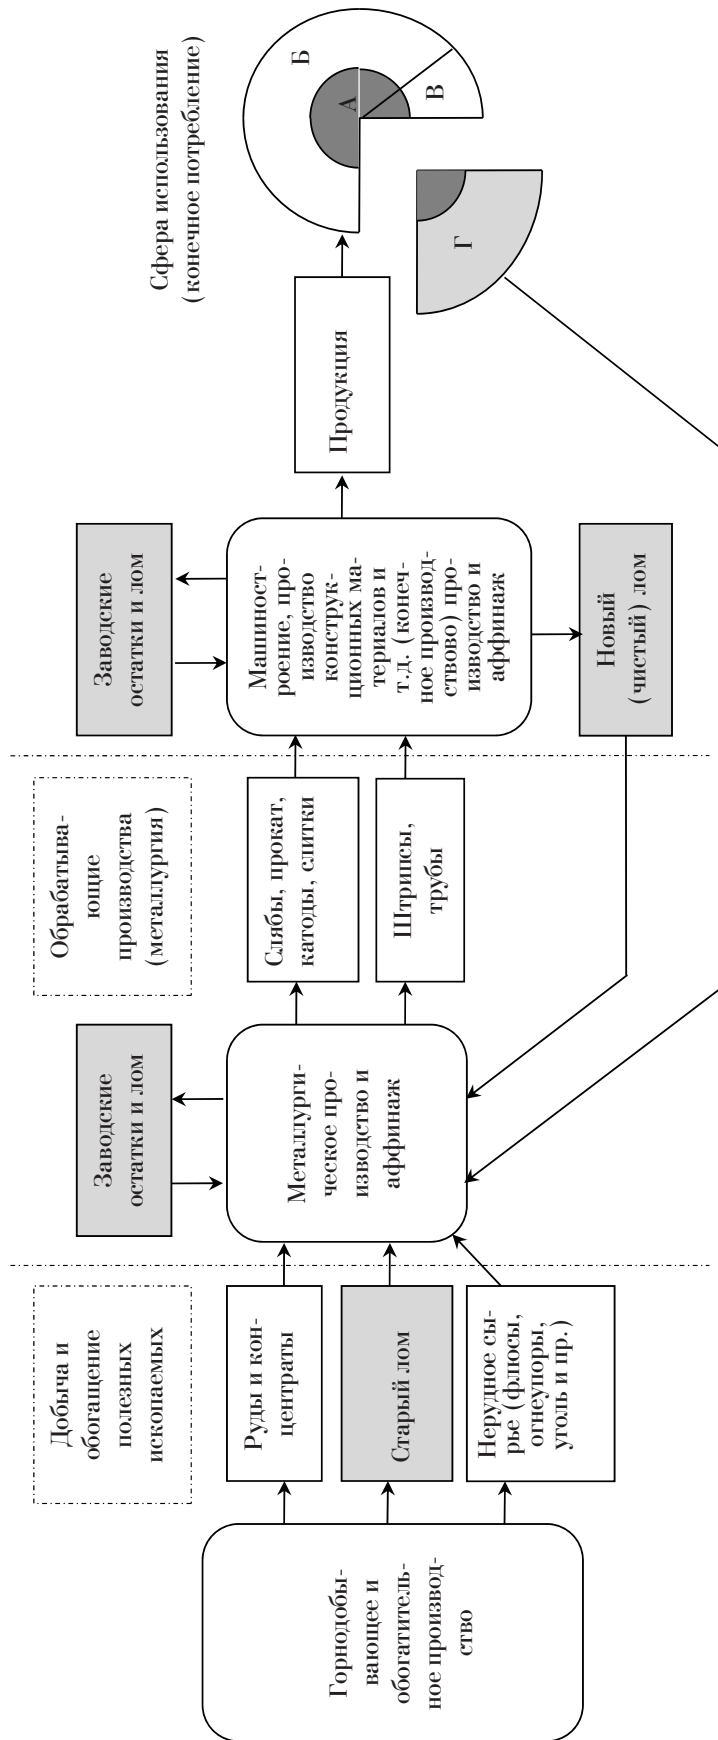 Добыча и
обогащение
полезных
ископаемых
Горнодобы-
вающее и
обогатитель-
ное производ-
ство
Руды и кон-
центраты
Старый лом
Нерудное сы-
рье (флюсы,
огнеупоры,
уголь и пр.)
Заводские
остатки и лом
Металлурги-
ческое про-
изводство и
аффинаж
Обрабатыва-
ющие
производства
(металлургия)
Слябы, прокат,
катоды, слитки
Штрипсы,
трубы
Заводские
остатки и лом
Машиност-
роение, про-
изводство
конструк-
ционных ма-
териалов и
т.д. (конеч-
ное производ-
ствово) про-
изводство и
аффинаж
Новый
(чистый) лом
Продукция
Сфера использования
(конечное потребление)
Б
А
В
Г